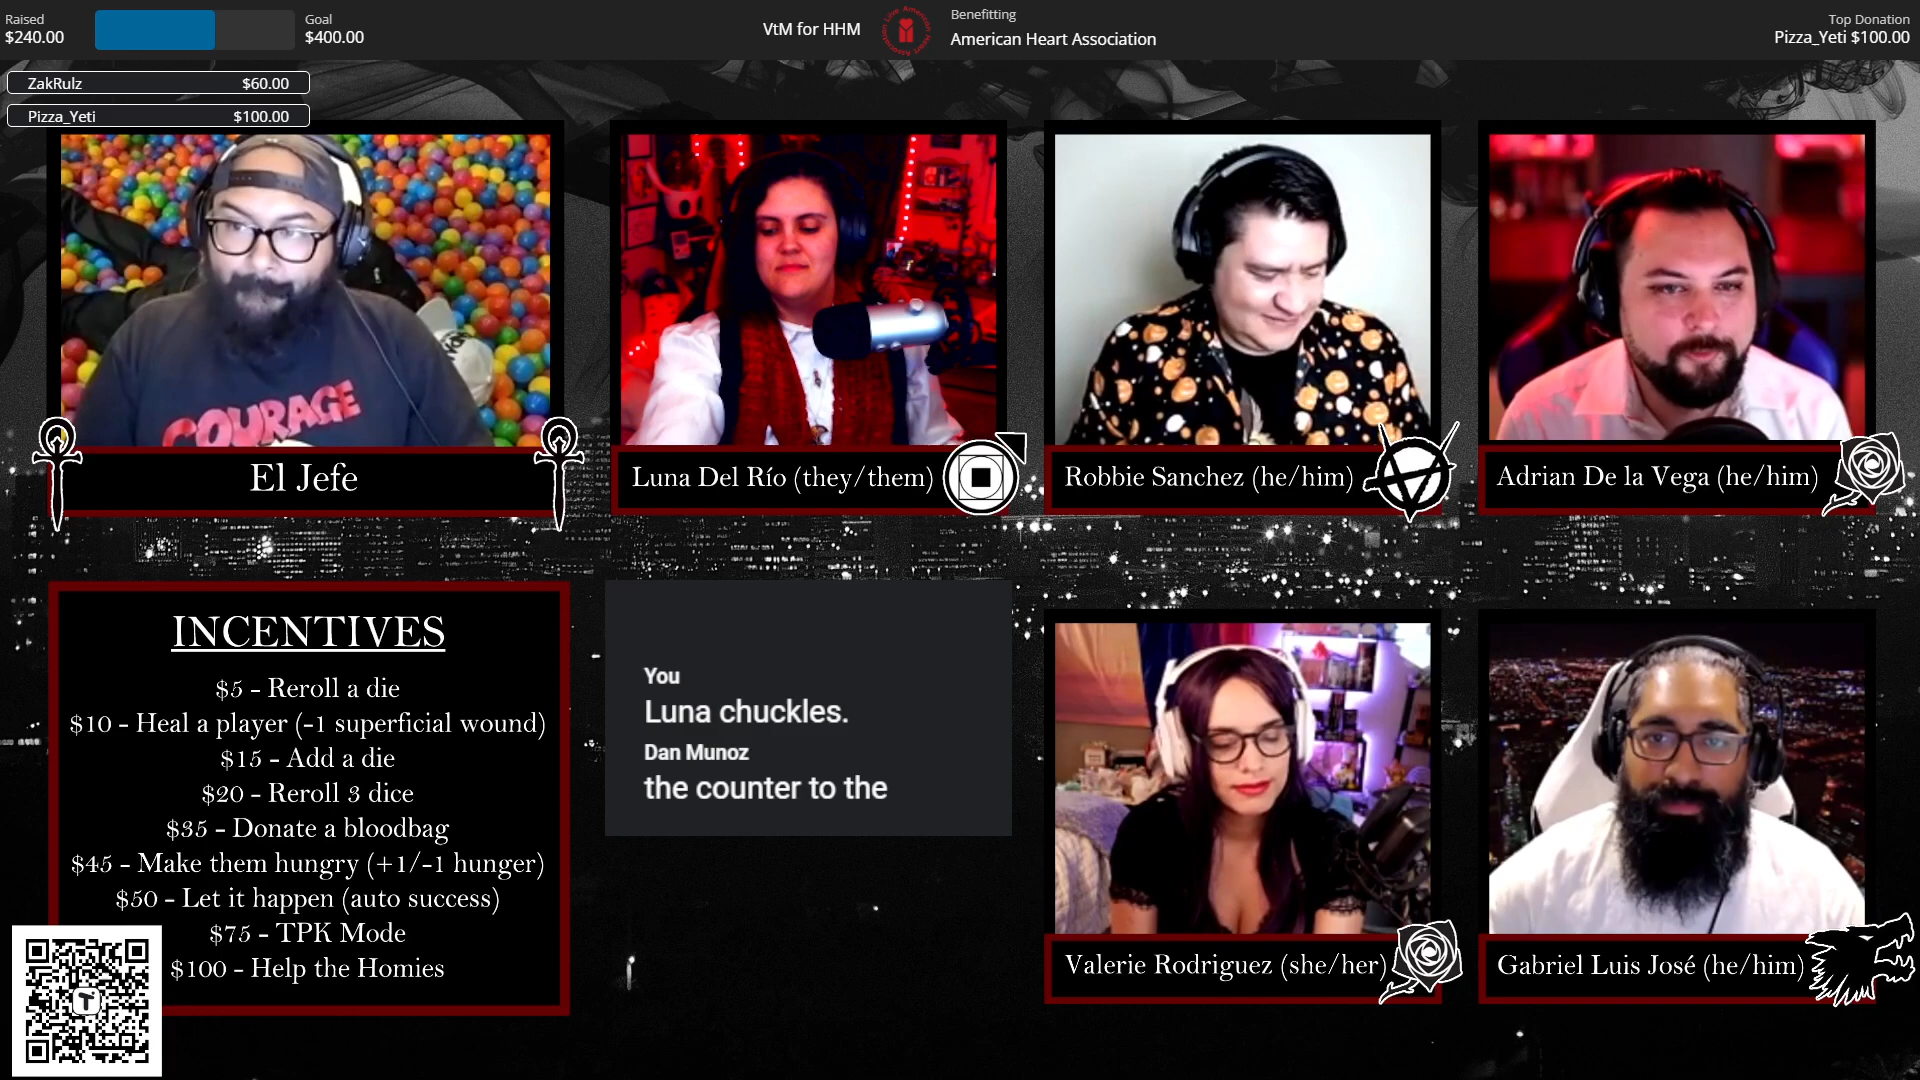 Raised
$240.00
Goal
$400.00
VtM for HHM
Benefitting
American Heart Association
Top Donation
Pizza_Yeti $100.00
ZakRulz $60.00
Pizza_Yeti $100.00
COURAGE
El Jefe
Luna Del Río (they/them)
Robbie Sanchez (he/him)
Adrian De la Vega (he/him)
INCENTIVES
$5 - Reroll a die
$10 - Heal a player (-1 superficial wound)
$15 - Add a die
$20 - Reroll 3 dice
$35 - Donate a bloodbag
$45 - Make them hungry (+1/-1 hunger)
$50 - Let it happen (auto success)
$75 - TPK Mode
$100 - Help the Homies
T
You
Luna chuckles.
Dan Munoz
the counter to the
Valerie Rodriguez (she/her)
Gabriel Luis José (he/him)